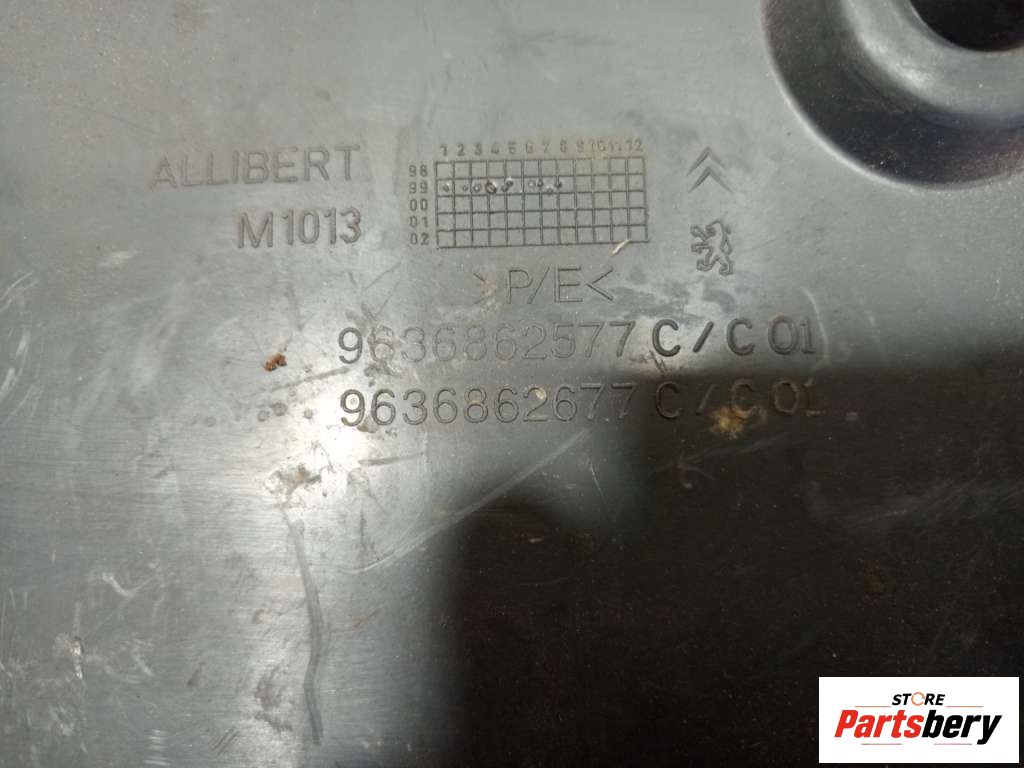 1 2 3 4 5 6 7 8 9 10 11 12
ALLIBERT
98
99
00
01
02
M1013
>P/E<
9636862577 C/C 01
9636862677 C/C 01
STORE
Partsbery